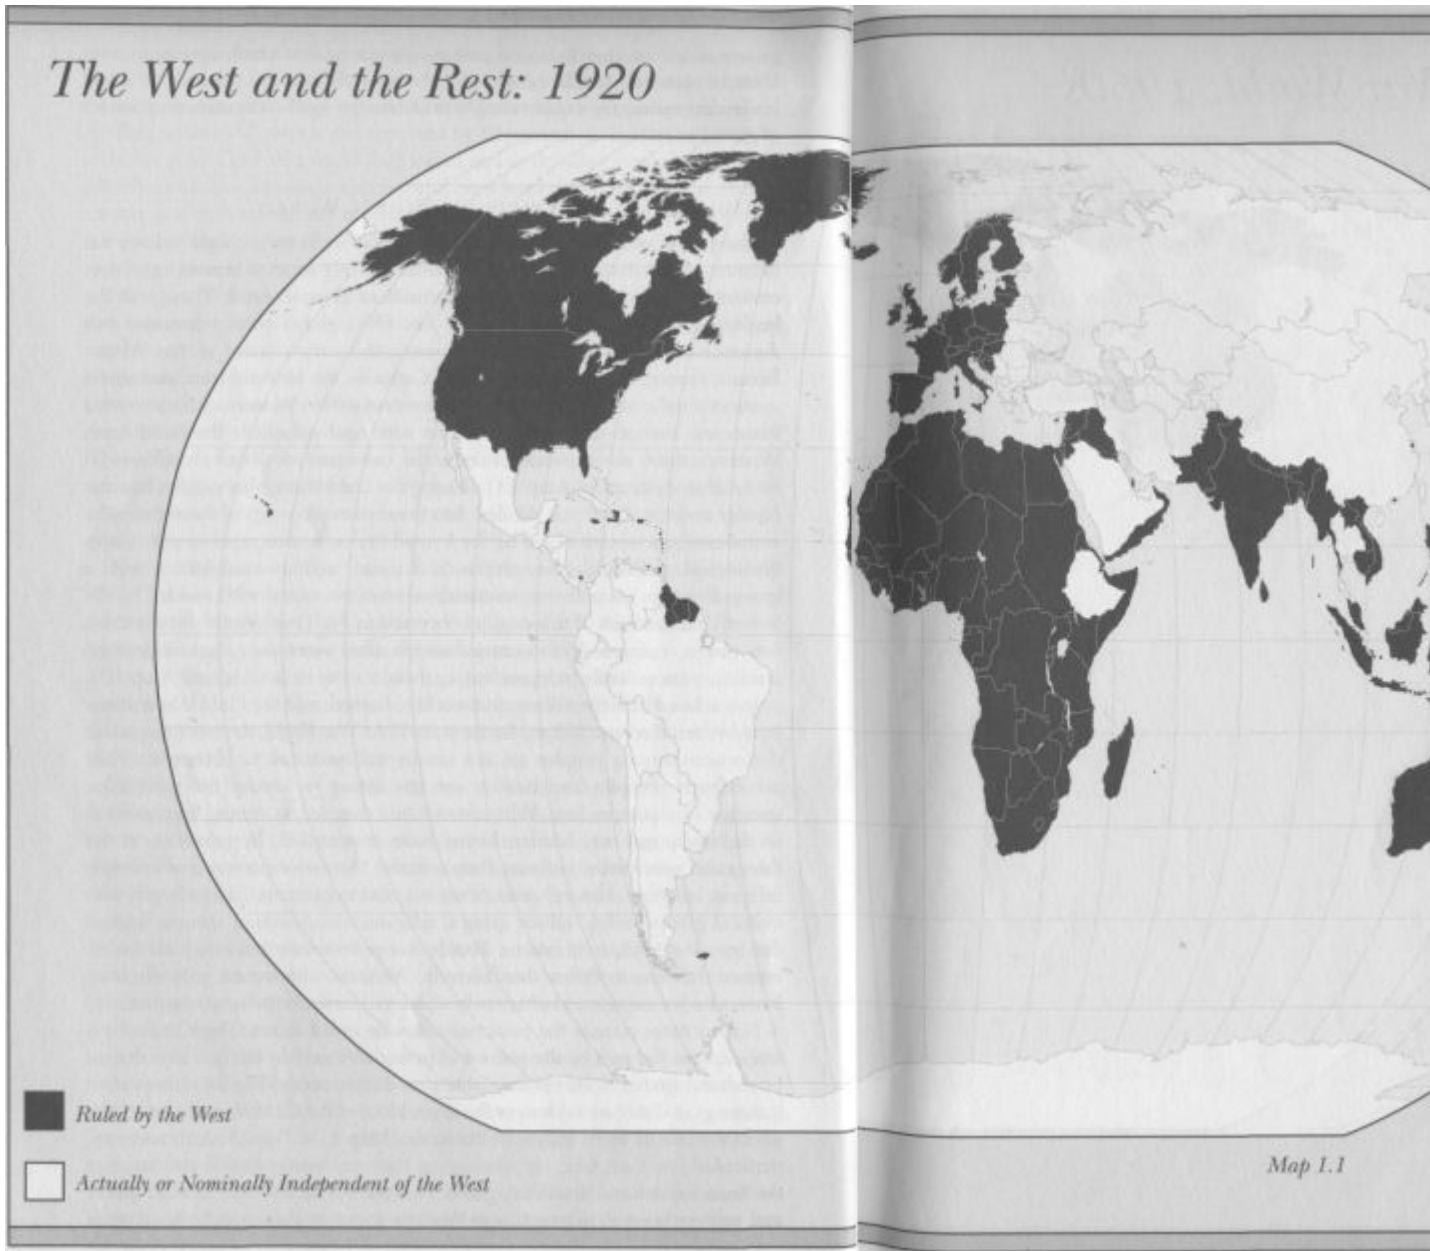 The West and the Rest: 1920
Ruled by the West
Actually or Nominally Independent of the West
Map 1.1